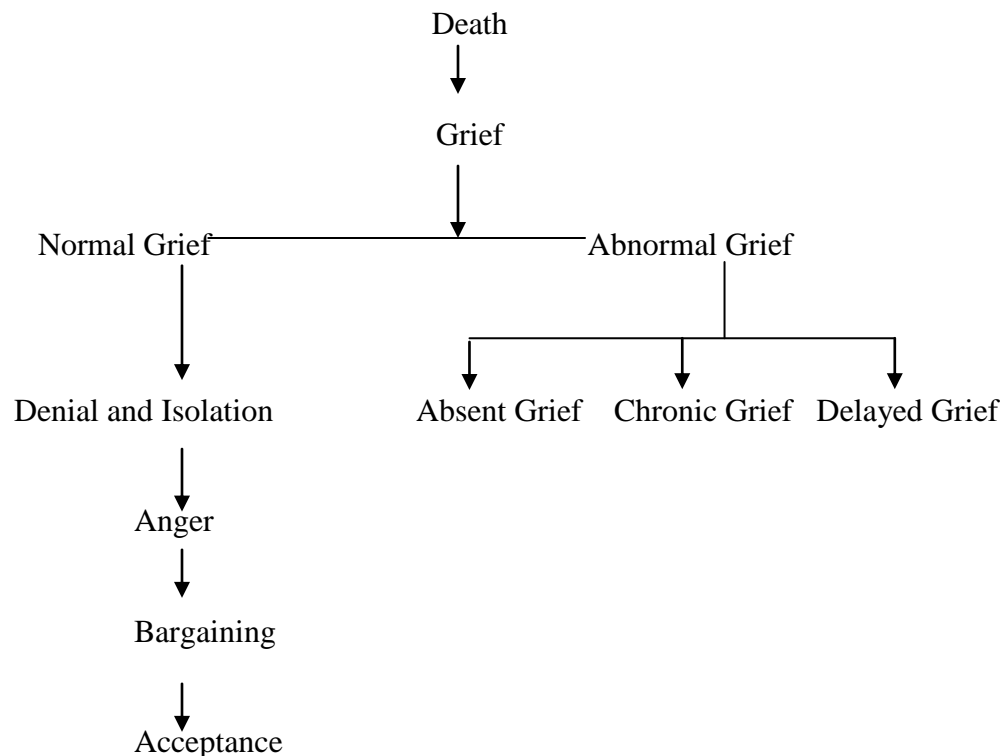 Death
Grief
Normal Grief
Abnormal Grief
Denial and Isolation
Absent Grief
Chronic Grief
Delayed Grief
Anger
Bargaining
Acceptance